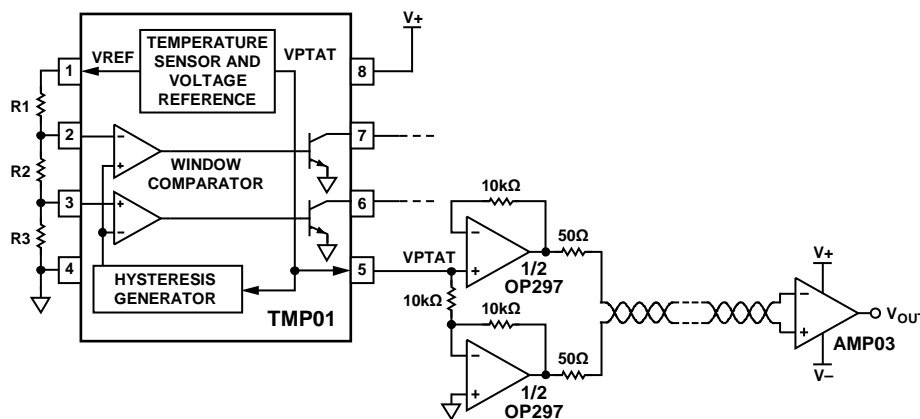 TEMPERATURE
SENSOR AND
VOLTAGE
REFERENCE
VREF
VPTAT
V+
1
8
R1
2
7
R2
WINDOW
COMPARATOR
−
+
3
6
+
−
R3
4
5
HYSTERESIS
GENERATOR
TMP01
VPTAT
10kΩ
−
+
1/2
OP297
50Ω
10kΩ
10kΩ
−
+
1/2
OP297
50Ω
V+
−
+
VOUT
AMP03
V−